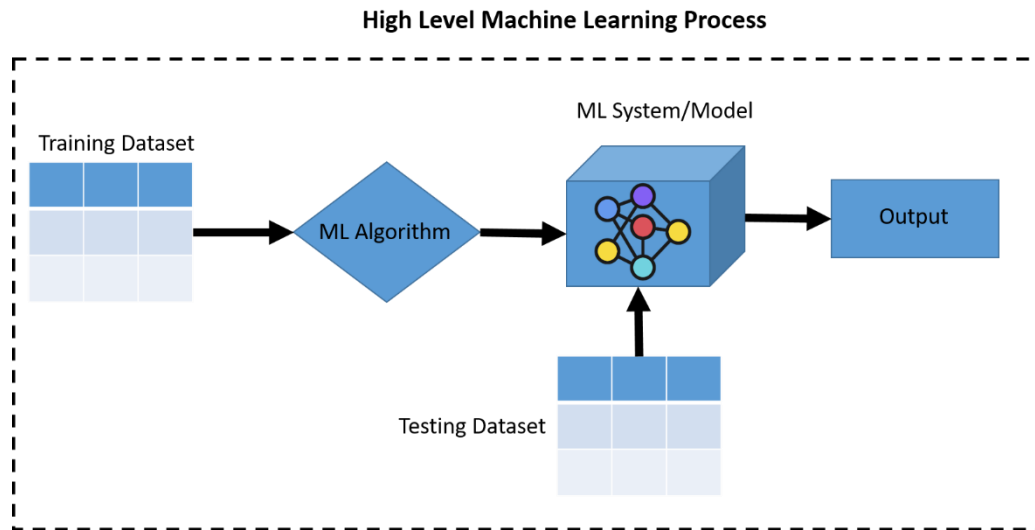 High Level Machine Learning Process
ML System/Model
Training Dataset
ML Algorithm
Output
Testing Dataset